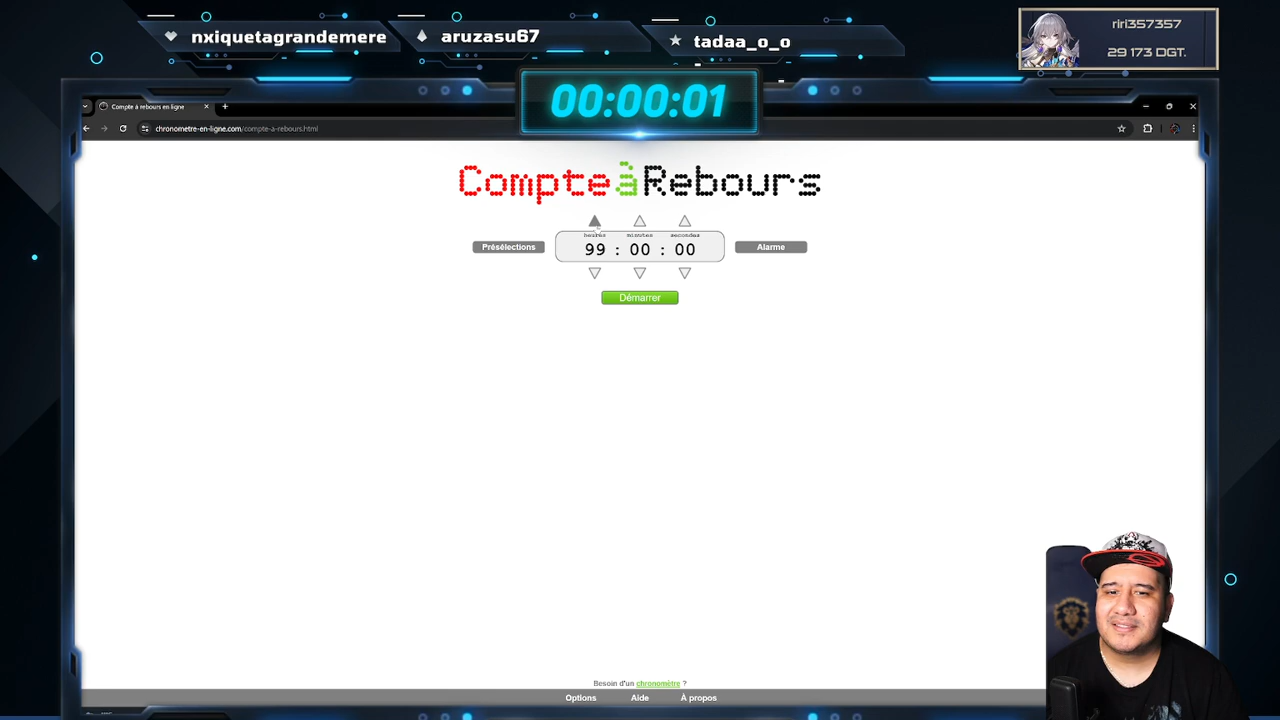 nxiquetagrandemere
aruzasu67
tadaa_o_o
riri357357
29 173 DGT.
00:00:01
Compte à rebours en ligne
chronometre-en-ligne.com/compte-a-rebours.html
Compte à Rebours
heures minutes secondes
Présélections
99 : 00 : 00
Alarme
Démarrer
Besoin d'un chronomètre ?
Options Aide À propos